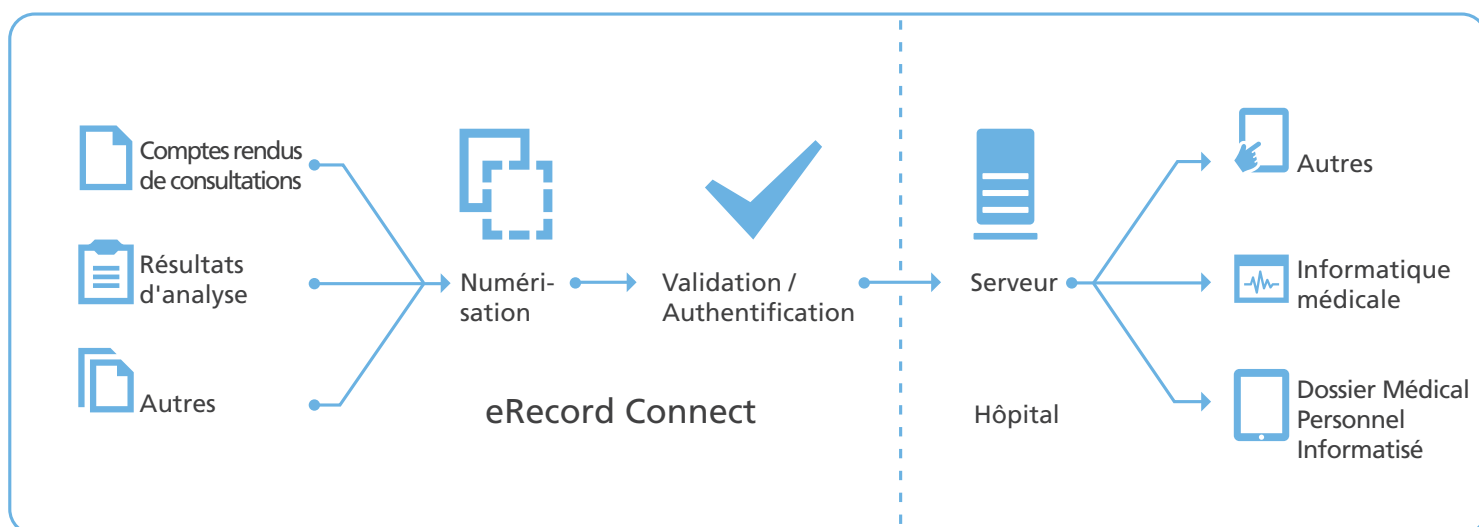 Comptes rendus
de consultations
Résultats
d'analyse
Autres
Numéri-
sation
Validation /
Authentification
eRecord Connect
Serveur
Hôpital
Autres
Informatique
médicale
Dossier Médical
Personnel
Informatisé